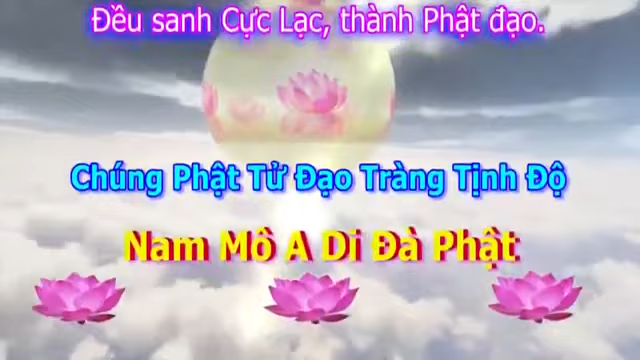 Đều sanh Cực Lạc, thành Phật đạo.
Chúng Phật Tử Đạo Tràng Tịnh Độ
Nam Mô A Di Đà Phật